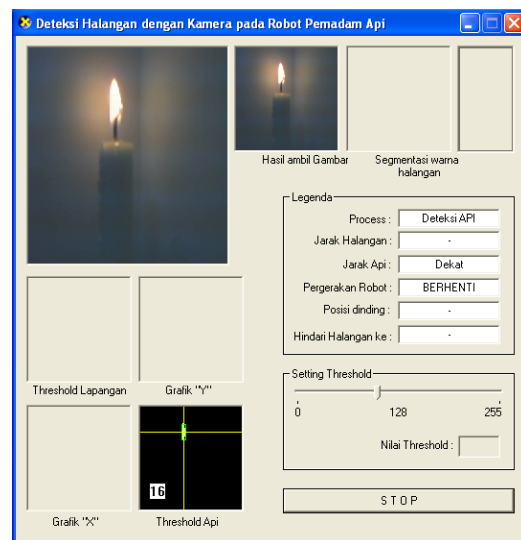 Deteksi Halangan dengan Kamera pada Robot Pemadam Api
Hasil ambil Gambar
Segmentasi warna
halangan
Legenda
Process : Deteksi API
Jarak Halangan : -
Jarak Api : Dekat
Pergerakan Robot : BERHENTI
Posisi dinding : -
Hindari Halangan ke : -
Threshold Lapangan
Grafik "Y"
Setting Threshold
0 128 255
Nilai Threshold :
16
STOP
Grafik "X"
Threshold Api